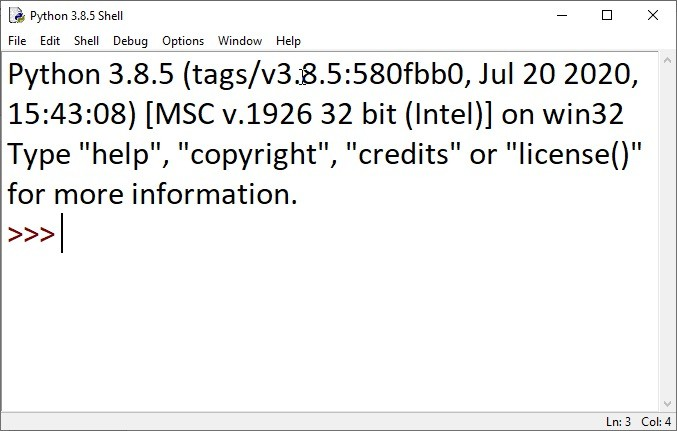 Python 3.8.5 Shell
File Edit Shell Debug Options Window Help
Python 3.8.5 (tags/v3.8.5:580fbb0, Jul 20 2020,
15:43:08) [MSC v.1926 32 bit (Intel)] on win32
Type "help", "copyright", "credits" or "license()"
for more information.
>>>
Ln: 3 Col: 4